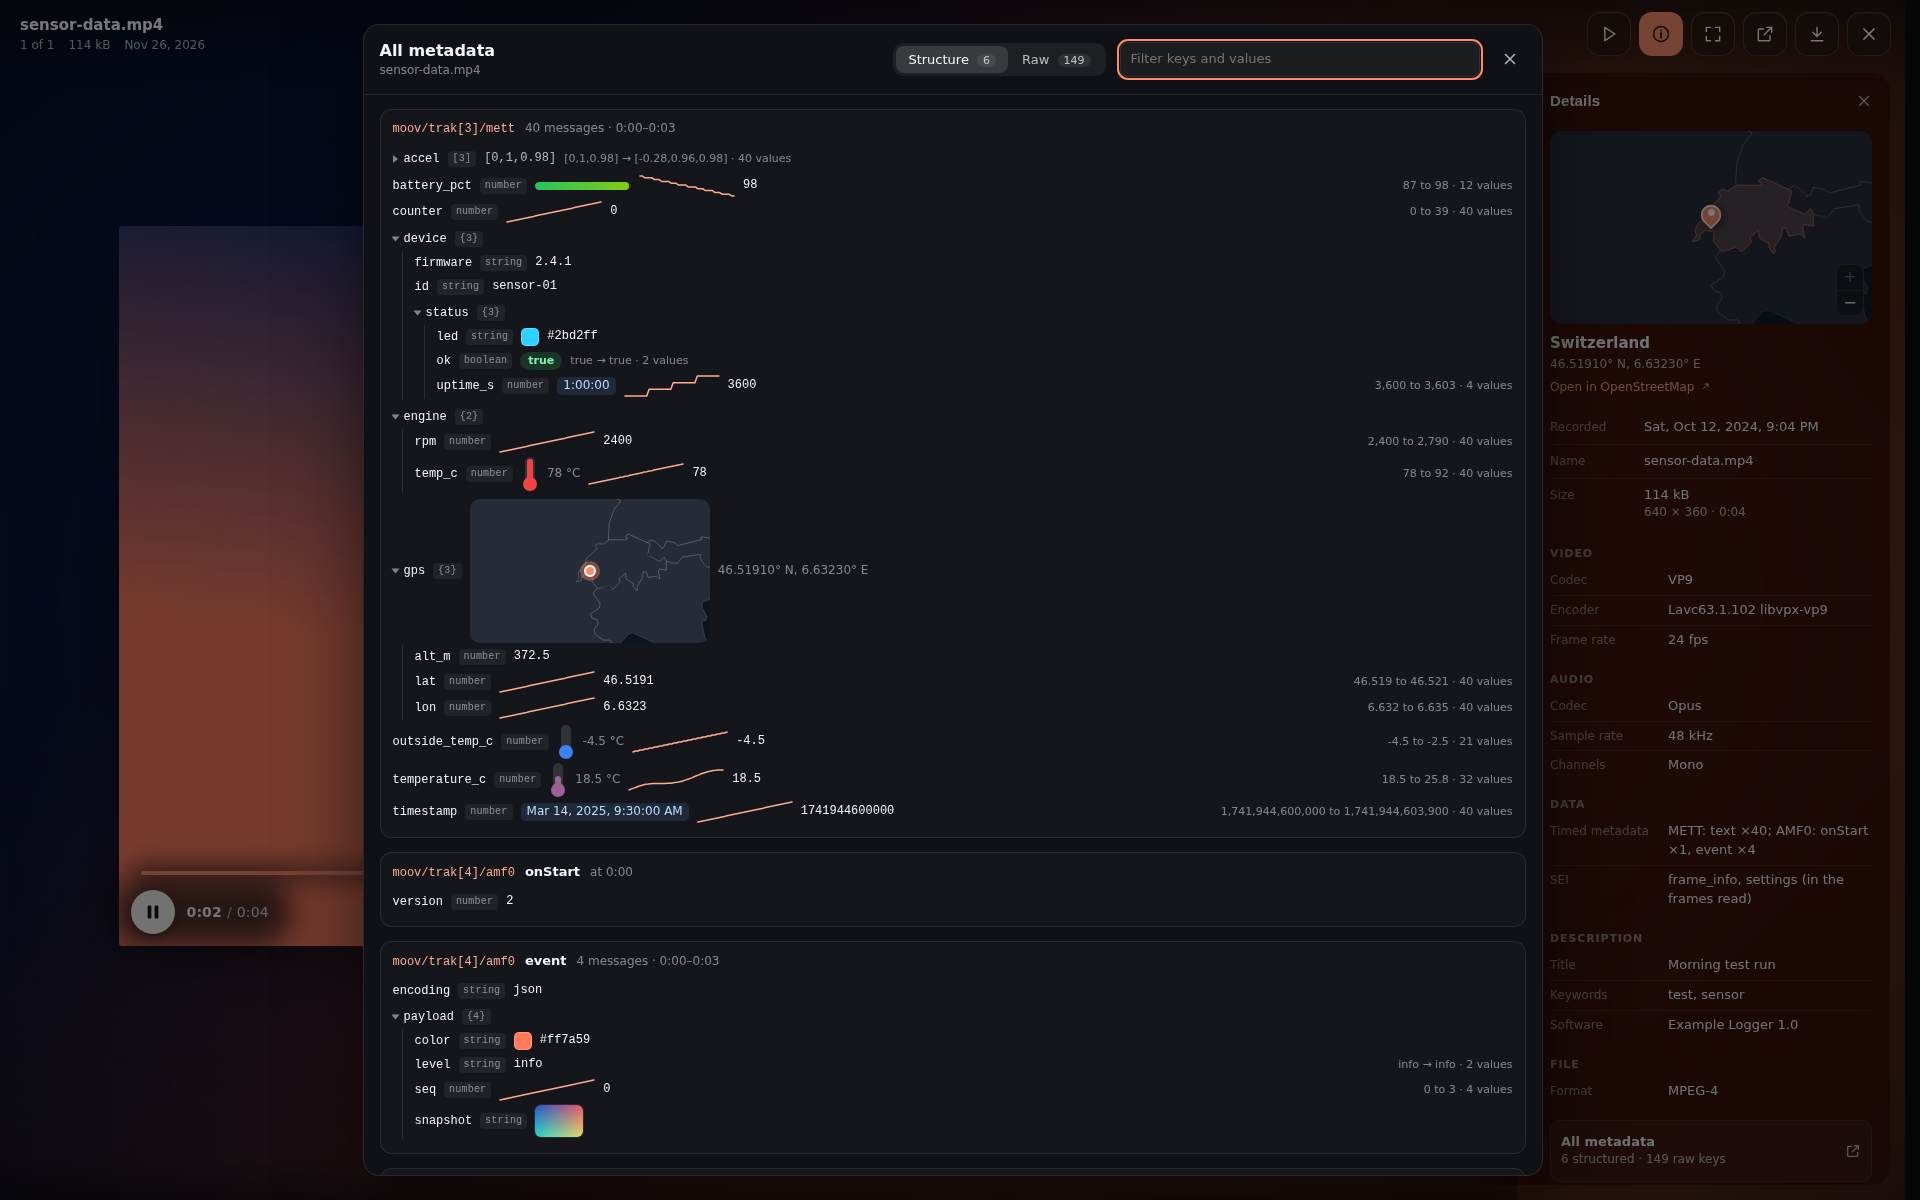 sensor-data.mp4
1 of 1 114 kB Nov 26, 2026
All metadata
sensor-data.mp4
Structure 6 Raw 149
Filter keys and values
moov/trak[3]/mett 40 messages · 0:00–0:03
accel [3] [0,1,0.98] [0,1,0.98] → [-0.28,0.96,0.98] · 40 values
battery_pct number 98 87 to 98 · 12 values
counter number 0 0 to 39 · 40 values
device {3}
firmware string 2.4.1
id string sensor-01
status {3}
led string #2bd2ff
ok boolean true true → true · 2 values
uptime_s number 1:00:00 3600 3,600 to 3,603 · 4 values
engine {2}
rpm number 2400 2,400 to 2,790 · 40 values
temp_c number 78 °C 78 78 to 92 · 40 values
gps {3} 46.51910° N, 6.63230° E
alt_m number 372.5
lat number 46.5191 46.519 to 46.521 · 40 values
lon number 6.6323 6.632 to 6.635 · 40 values
outside_temp_c number -4.5 °C -4.5 -4.5 to -2.5 · 21 values
temperature_c number 18.5 °C 18.5 18.5 to 25.8 · 32 values
timestamp number Mar 14, 2025, 9:30:00 AM 1741944600000 1,741,944,600,000 to 1,741,944,603,900 · 40 values
moov/trak[4]/amf0 onStart at 0:00
version number 2
moov/trak[4]/amf0 event 4 messages · 0:00–0:03
encoding string json
payload {4}
color string #ff7a59
level string info info → info · 2 values
seq number 0 0 to 3 · 4 values
snapshot string
0:02 / 0:04
Details
+
−
Switzerland
46.51910° N, 6.63230° E
Open in OpenStreetMap ↗
Recorded Sat, Oct 12, 2024, 9:04 PM
Name sensor-data.mp4
Size 114 kB
640 × 360 · 0:04
VIDEO
Codec VP9
Encoder Lavc63.1.102 libvpx-vp9
Frame rate 24 fps
AUDIO
Codec Opus
Sample rate 48 kHz
Channels Mono
DATA
Timed metadata METT: text ×40; AMF0: onStart
×1, event ×4
SEI frame_info, settings (in the
frames read)
DESCRIPTION
Title Morning test run
Keywords test, sensor
Software Example Logger 1.0
FILE
Format MPEG-4
All metadata
6 structured · 149 raw keys